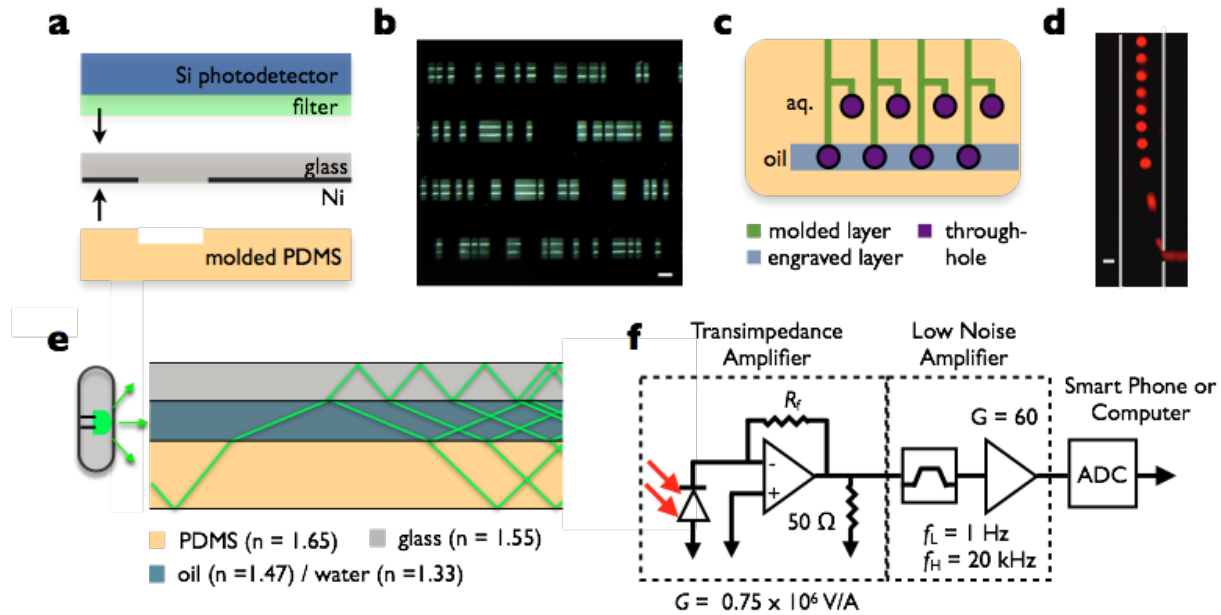 a
Si photodetector
filter
glass
Ni
molded PDMS
b
c
aq.
oil
molded layer
engraved layer
through-
hole
d
e
PDMS (n = 1.65)
glass (n = 1.55)
oil (n =1.47) / water (n =1.33)
f
Transimpedance
Amplifier
Low Noise
Amplifier
Smart Phone or
Computer
Rf
G = 60
-
+
50 Ω
ADC
fL = 1 Hz
fH = 20 kHz
G = 0.75 x 10⁶ V/A